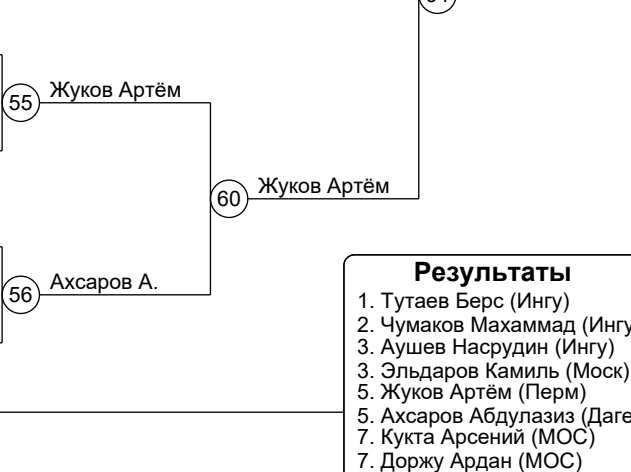 55 Жуков Артём
60 Жуков Артём
56 Ахсаров А.
Результаты
1. Тутаев Берс (Ингу)
2. Чумаков Махаммад (Ингу
3. Аушев Насрудин (Ингу)
3. Эльдаров Камиль (Моск)
5. Жуков Артём (Перм)
5. Ахсаров Абдулазиз (Даге
7. Кукта Арсений (МОС)
7. Доржу Ардан (МОС)